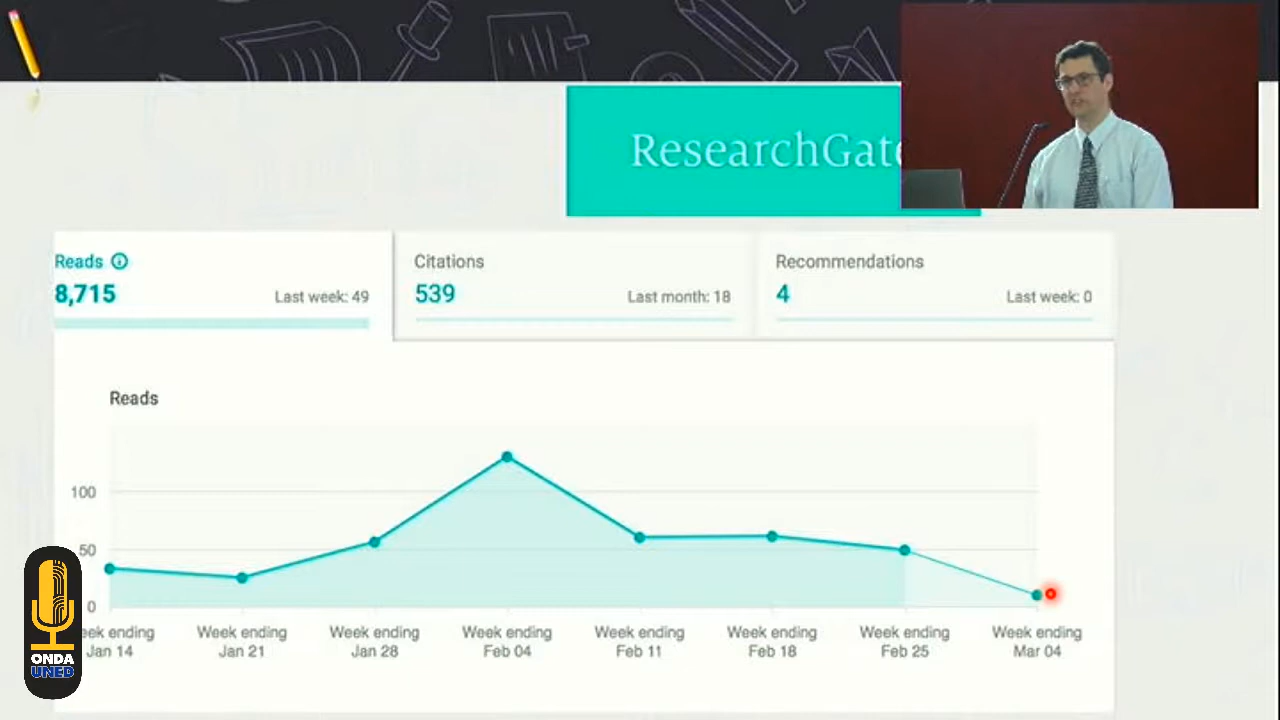 ResearchGate
Reads
8,715
Last week: 49
Citations
539
Last month: 18
Recommendations
4
Last week: 0
Reads
100
50
0
ending
Jan 14
Week ending
Jan 21
Week ending
Jan 28
Week ending
Feb 04
Week ending
Feb 11
Week ending
Feb 18
Week ending
Feb 25
Week ending
Mar 04
ONDA
UNED